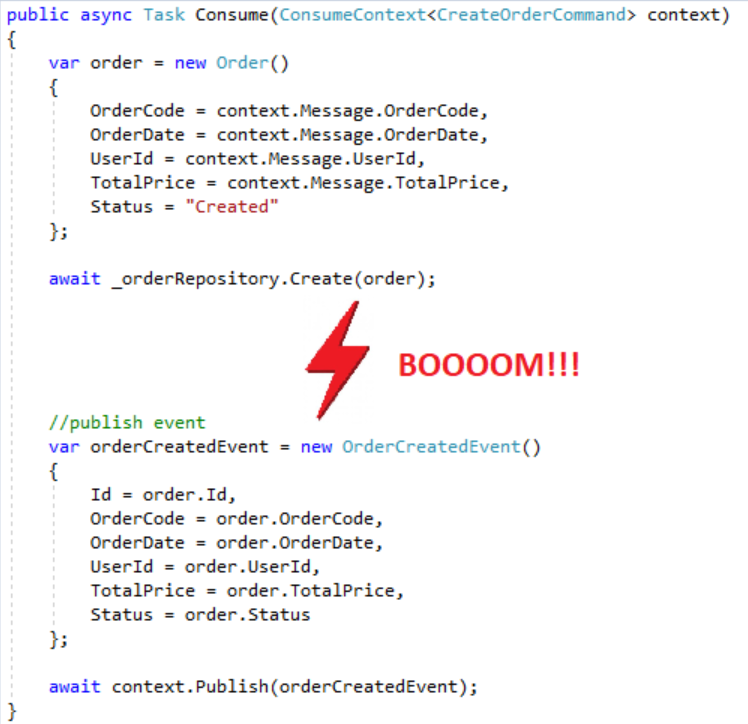 public async Task Consume(ConsumeContext<CreateOrderCommand> context)
{
    var order = new Order()
    {
        OrderCode = context.Message.OrderCode,
        OrderDate = context.Message.OrderDate,
        UserId = context.Message.UserId,
        TotalPrice = context.Message.TotalPrice,
        Status = "Created"
    };
    await _orderRepository.Create(order);
BOOOOM!!!
    //publish event
    var orderCreatedEvent = new OrderCreatedEvent()
    {
        Id = order.Id,
        OrderCode = order.OrderCode,
        OrderDate = order.OrderDate,
        UserId = order.UserId,
        TotalPrice = order.TotalPrice,
        Status = order.Status
    };
    await context.Publish(orderCreatedEvent);
}